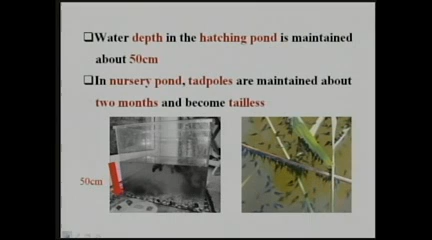 ❑Water depth in the hatching pond is maintained
about 50cm
❑In nursery pond, tadpoles are maintained about
two months and become tailless
50cm